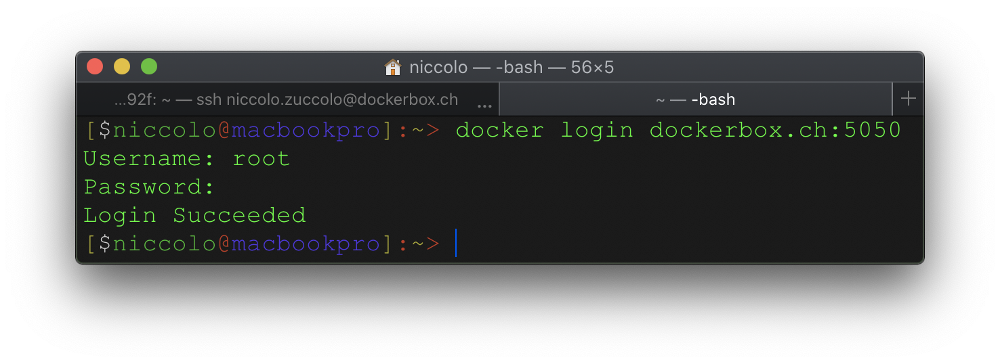 niccolo — -bash — 56×5
...92f: ~ — ssh niccolo.zuccolo@dockerbox.ch ... ~ — -bash +
[$niccolo@macbookpro]:~> docker login dockerbox.ch:5050
Username: root
Password:
Login Succeeded
[$niccolo@macbookpro]:~>